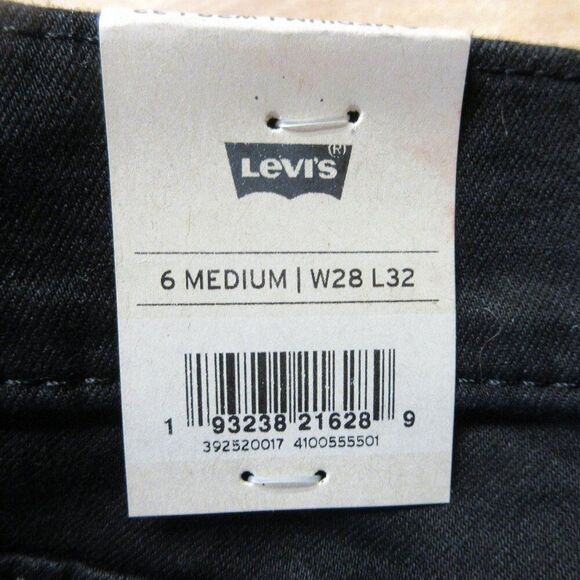 LEVI'S (R)
6 MEDIUM | W28 L32
1 93238 21628 9
392520017 4100555501